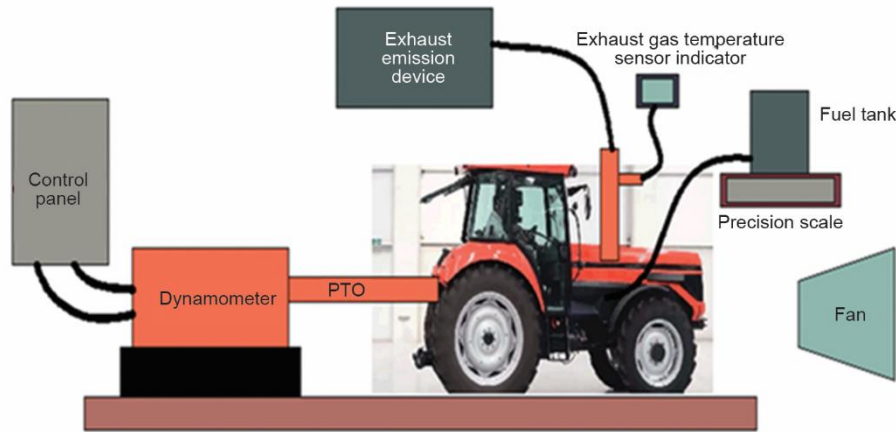 Exhaust
emission
device
Exhaust gas temperature
sensor indicator
Fuel tank
Control
panel
Precision scale
Dynamometer
PTO
Fan